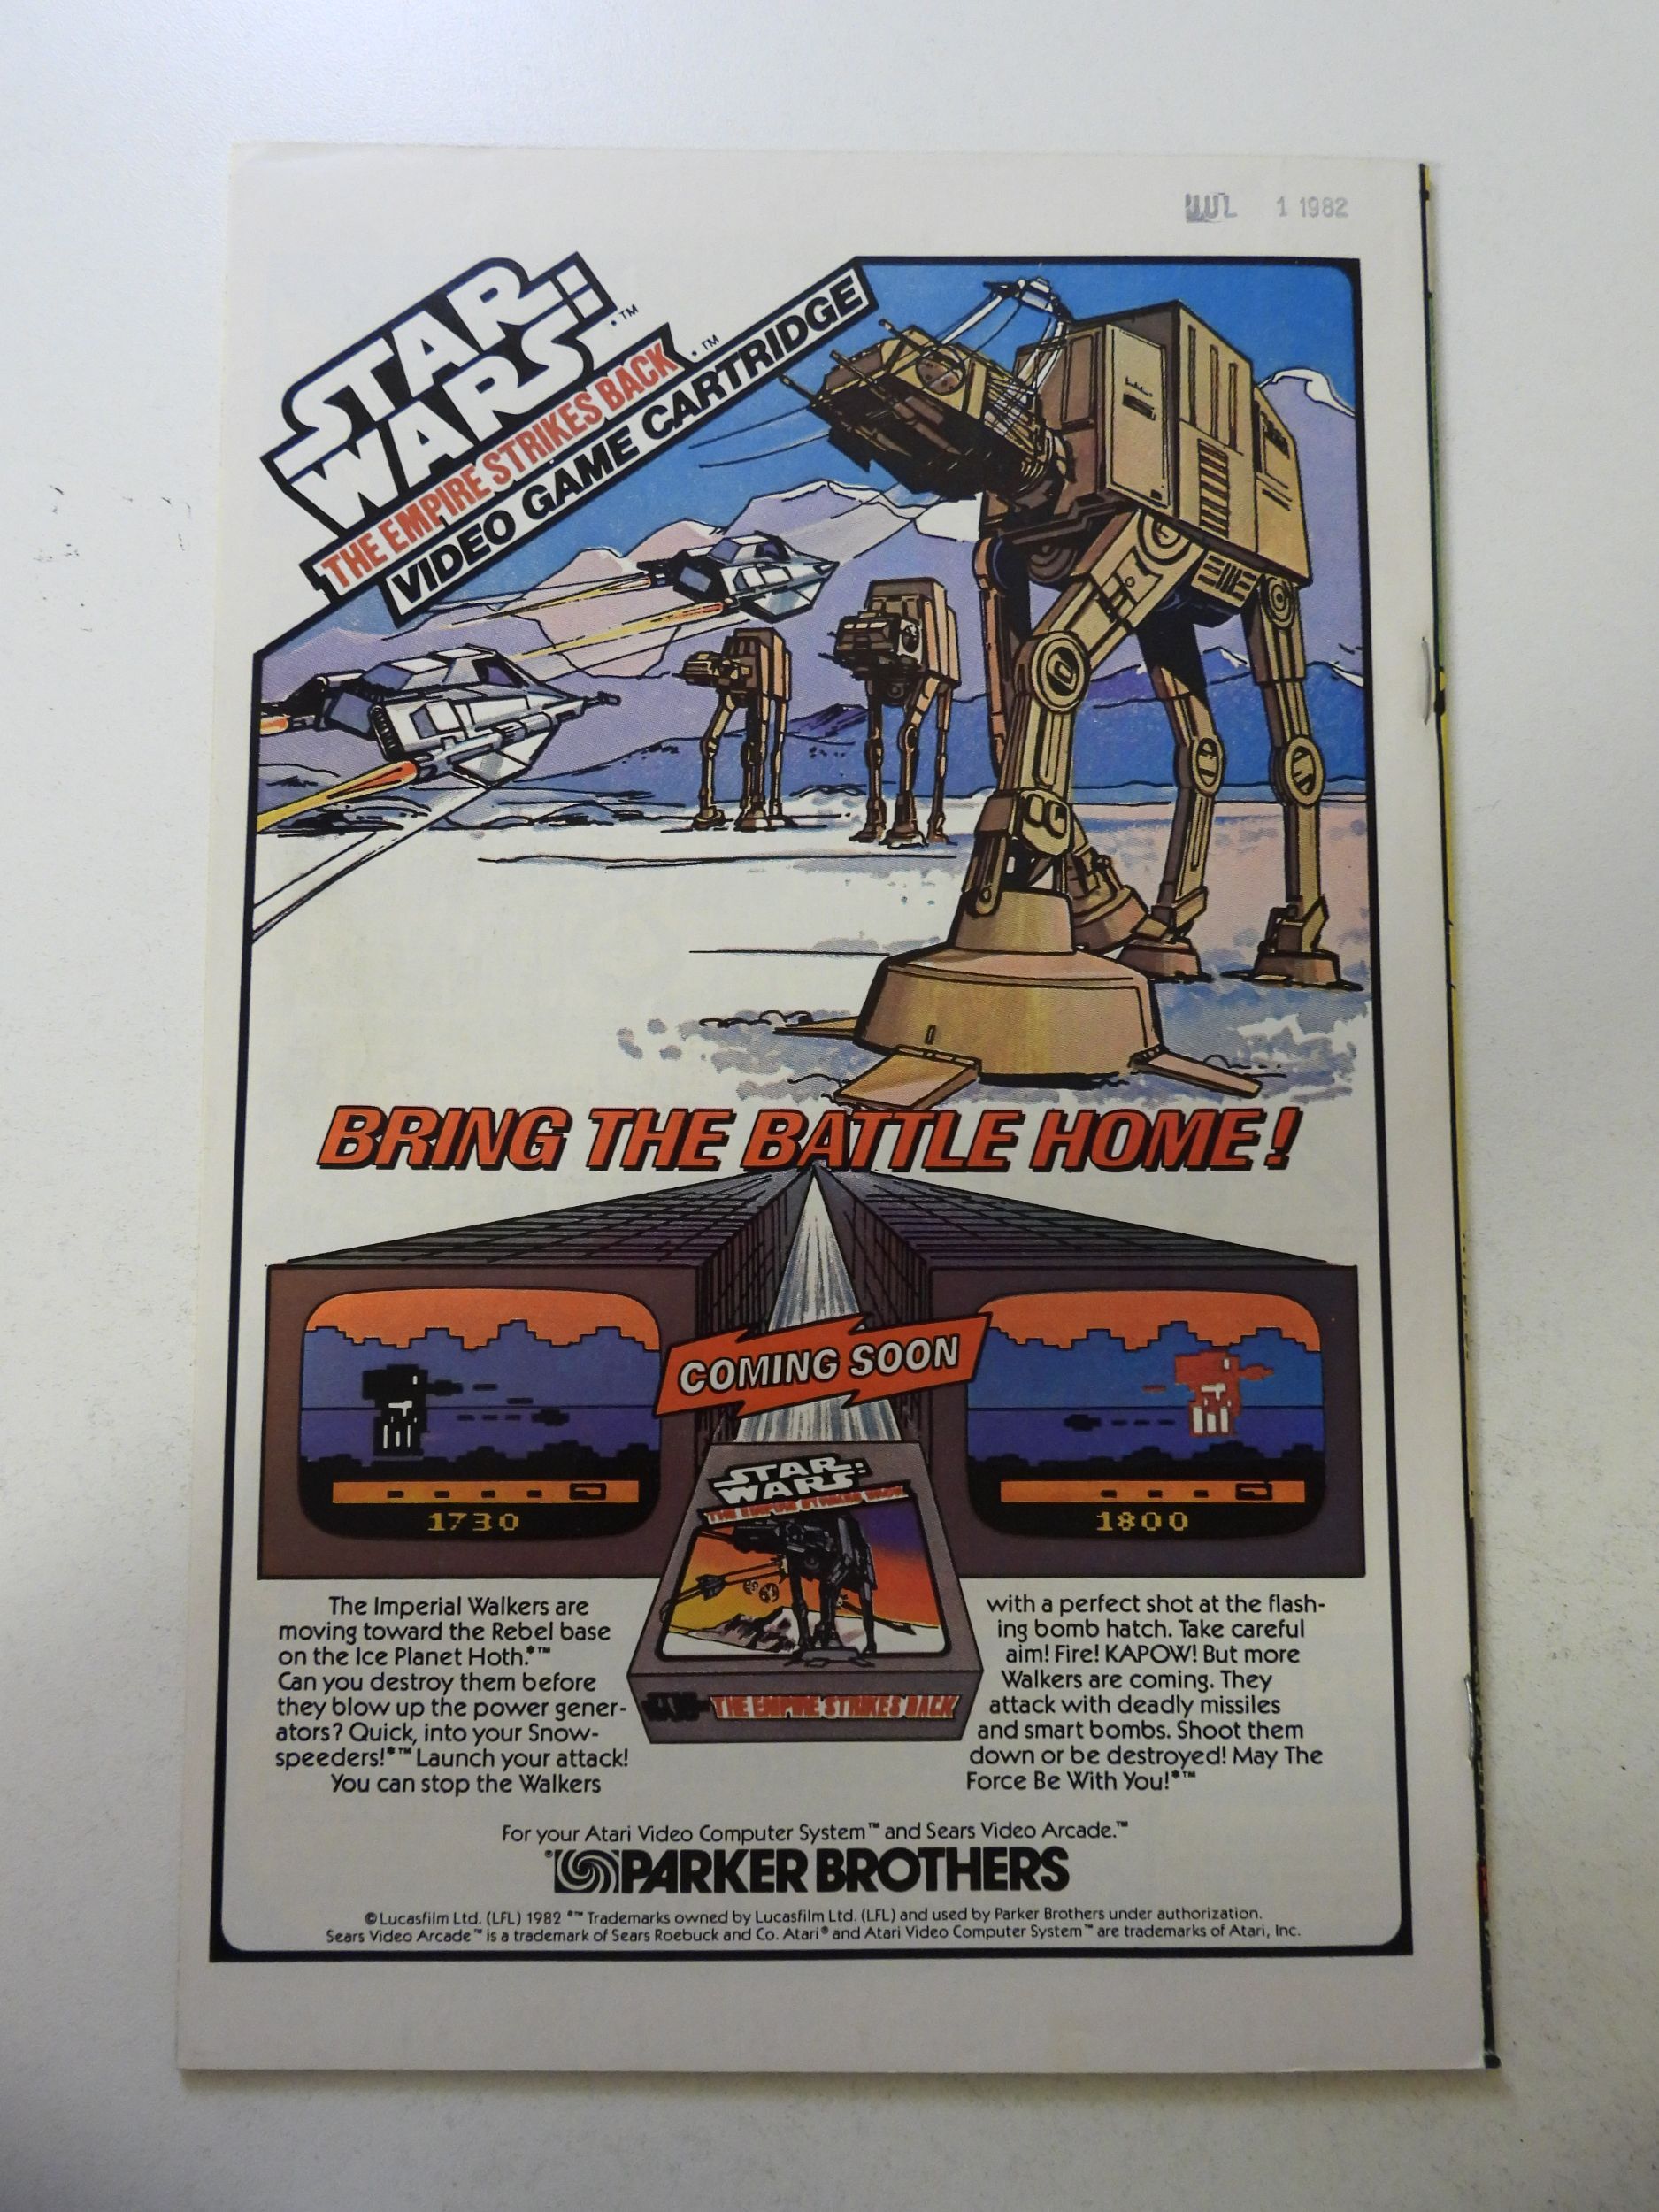 JUL 1 1982
STAR
WARS™
THE EMPIRE STRIKES BACK™
VIDEO GAME CARTRIDGE
BRING THE BATTLE HOME!
COMING SOON
1730
1800
STAR
WARS
THE EMPIRE STRIKES BACK
THE EMPIRE STRIKES BACK
The Imperial Walkers are
moving toward the Rebel base
on the Ice Planet Hoth.*™
Can you destroy them before
they blow up the power gener-
ators? Quick, into your Snow-
speeders!*™ Launch your attack!
You can stop the Walkers
with a perfect shot at the flash-
ing bomb hatch. Take careful
aim! Fire! KAPOW! But more
Walkers are coming. They
attack with deadly missiles
and smart bombs. Shoot them
down or be destroyed! May The
Force Be With You!*™
For your Atari Video Computer System™ and Sears Video Arcade.™
®PARKER BROTHERS
© Lucasfilm Ltd. (LFL) 1982 *™ Trademarks owned by Lucasfilm Ltd. (LFL) and used by Parker Brothers under authorization.
Sears Video Arcade™ is a trademark of Sears Roebuck and Co. Atari® and Atari Video Computer System™ are trademarks of Atari, Inc.